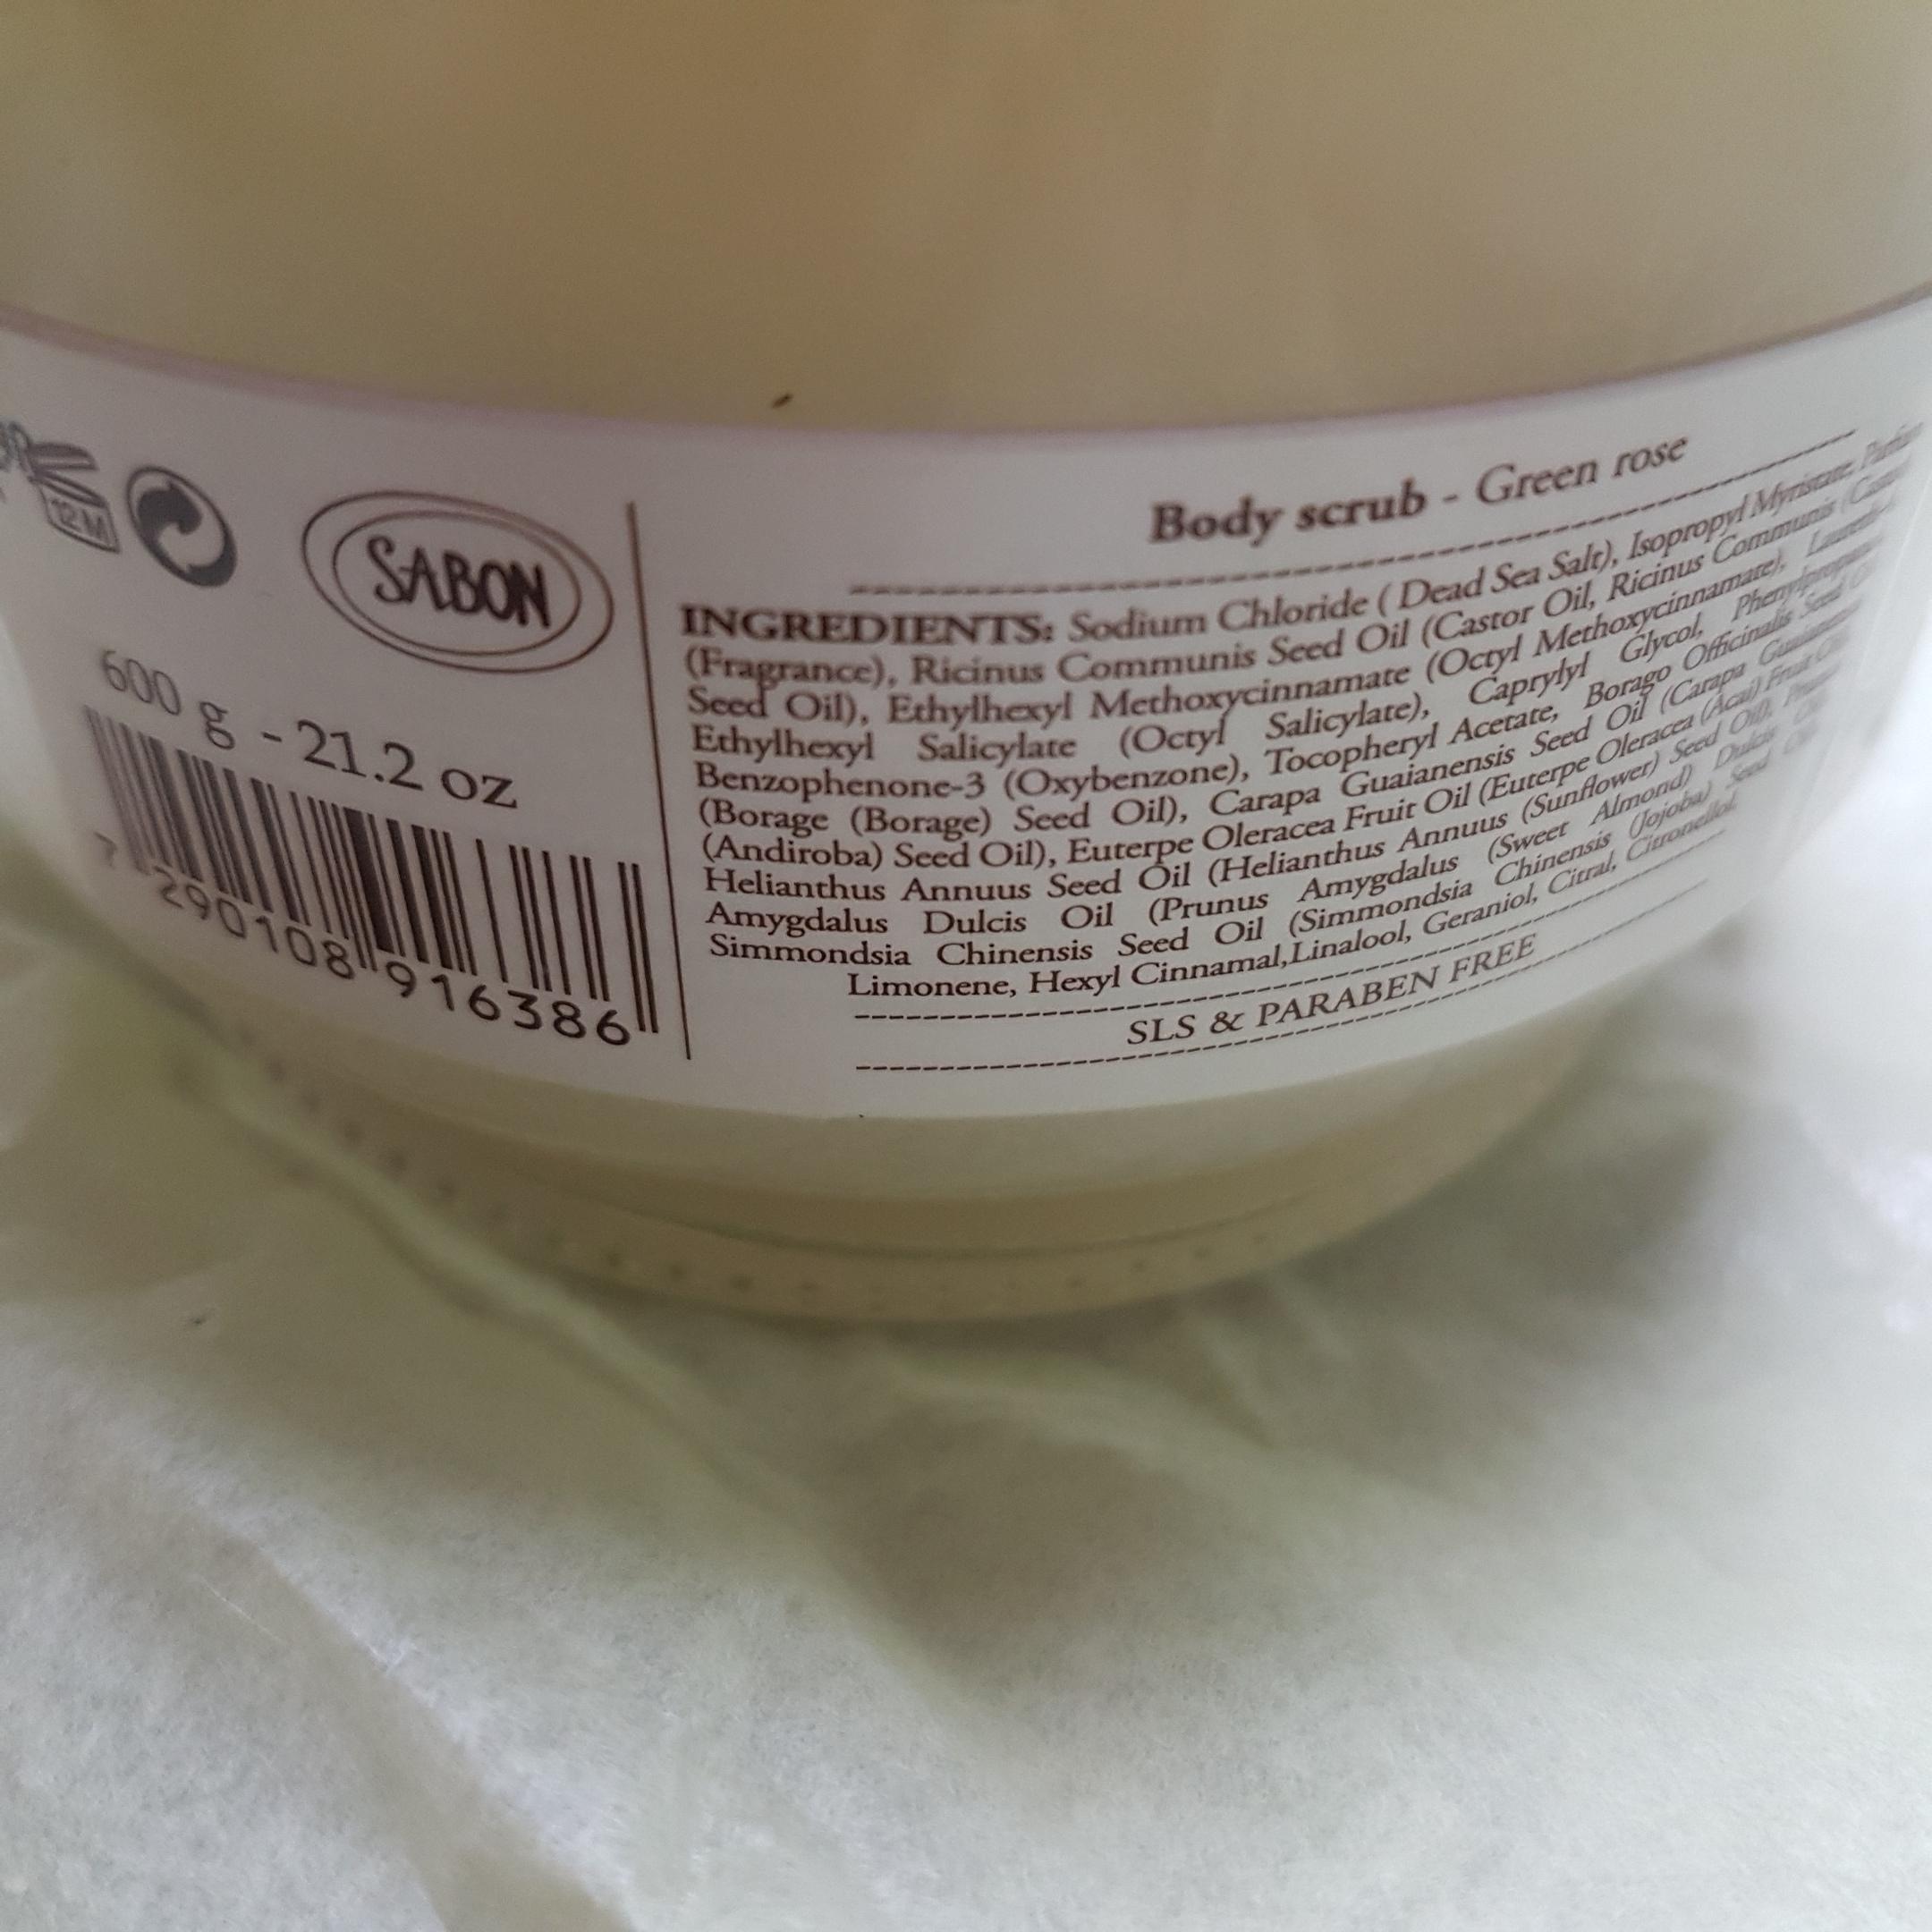 12M
SABON
600 g - 21.2 oz
7 290108 916386
Body scrub - Green rose
INGREDIENTS: Sodium Chloride ( Dead Sea Salt), Isopropyl Myristate, Parfum
(Fragrance), Ricinus Communis Seed Oil (Castor Oil, Ricinus Communis (Castor)
Seed Oil), Ethylhexyl Methoxycinnamate (Octyl Methoxycinnamate),
Ethylhexyl Salicylate (Octyl Salicylate), Caprylyl Glycol,
Benzophenone-3 (Oxybenzone), Tocopheryl Acetate, Borago Officinalis Seed
(Borage (Borage) Seed Oil), Carapa Guaianensis Seed Oil (Carapa
(Andiroba) Seed Oil), Euterpe Oleracea Fruit Oil (Euterpe Oleracea (Acai) Fruit
Helianthus Annuus Seed Oil (Helianthus Annuus (Sunflower) Seed Oil),
Amygdalus Dulcis Oil (Prunus Amygdalus (Sweet Almond) Dulcis
Simmondsia Chinensis Seed Oil (Simmondsia Chinensis (Jojoba) Seed
Limonene, Hexyl Cinnamal,Linalool, Geraniol, Citral, Citronellol.
SLS & PARABEN FREE